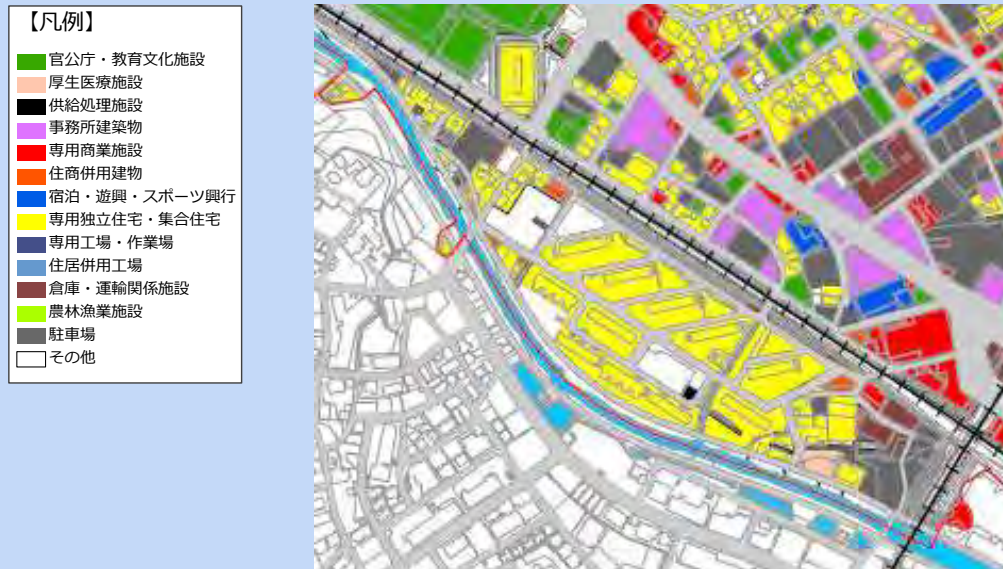 【凡例】
官公庁・教育文化施設
厚生医療施設
供給処理施設
事務所建築物
専用商業施設
住商併用建物
宿泊・遊興・スポーツ興行
専用独立住宅・集合住宅
専用工場・作業場
住居併用工場
倉庫・運輸関係施設
農林漁業施設
駐車場
その他